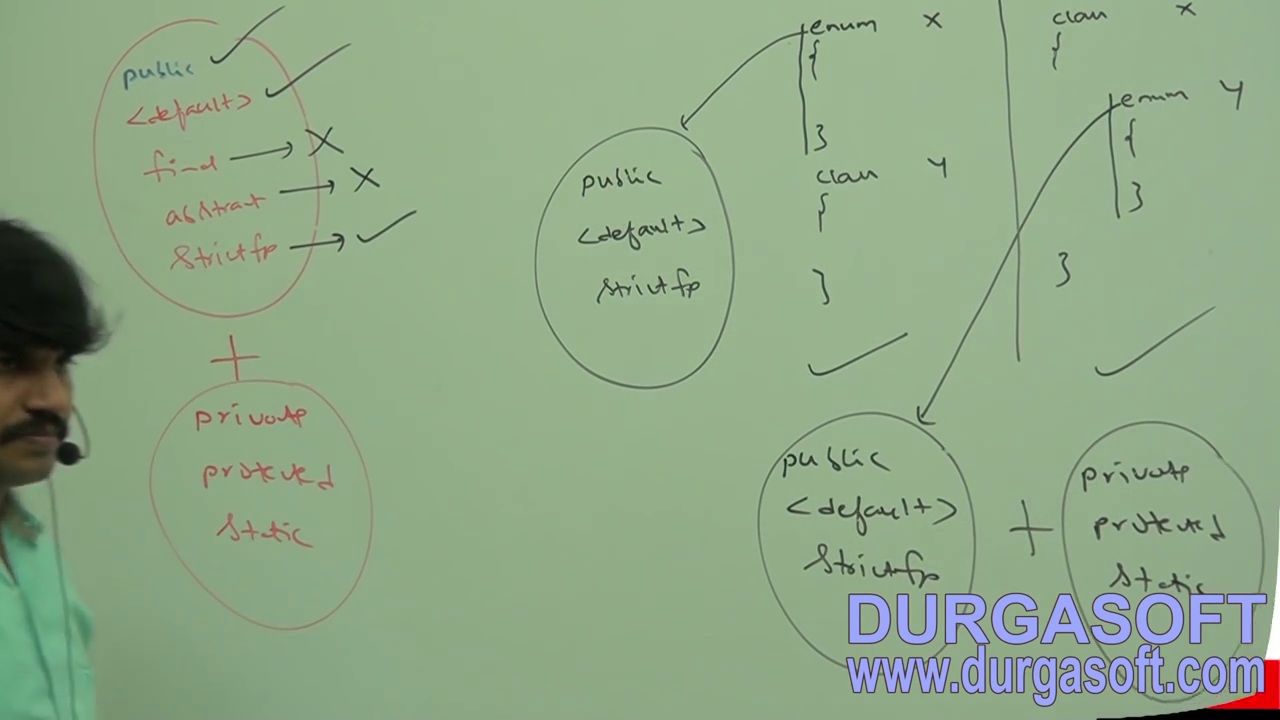 public
<default>
final
abstract
strictfp
+
private
protected
static
enum X
{
}
class Y
{
}
public
<default>
strictfp
class X
{
enum Y
{
}
}
public
<default>
strictfp
+
private
protected
static
DURGASOFT
www.durgasoft.com